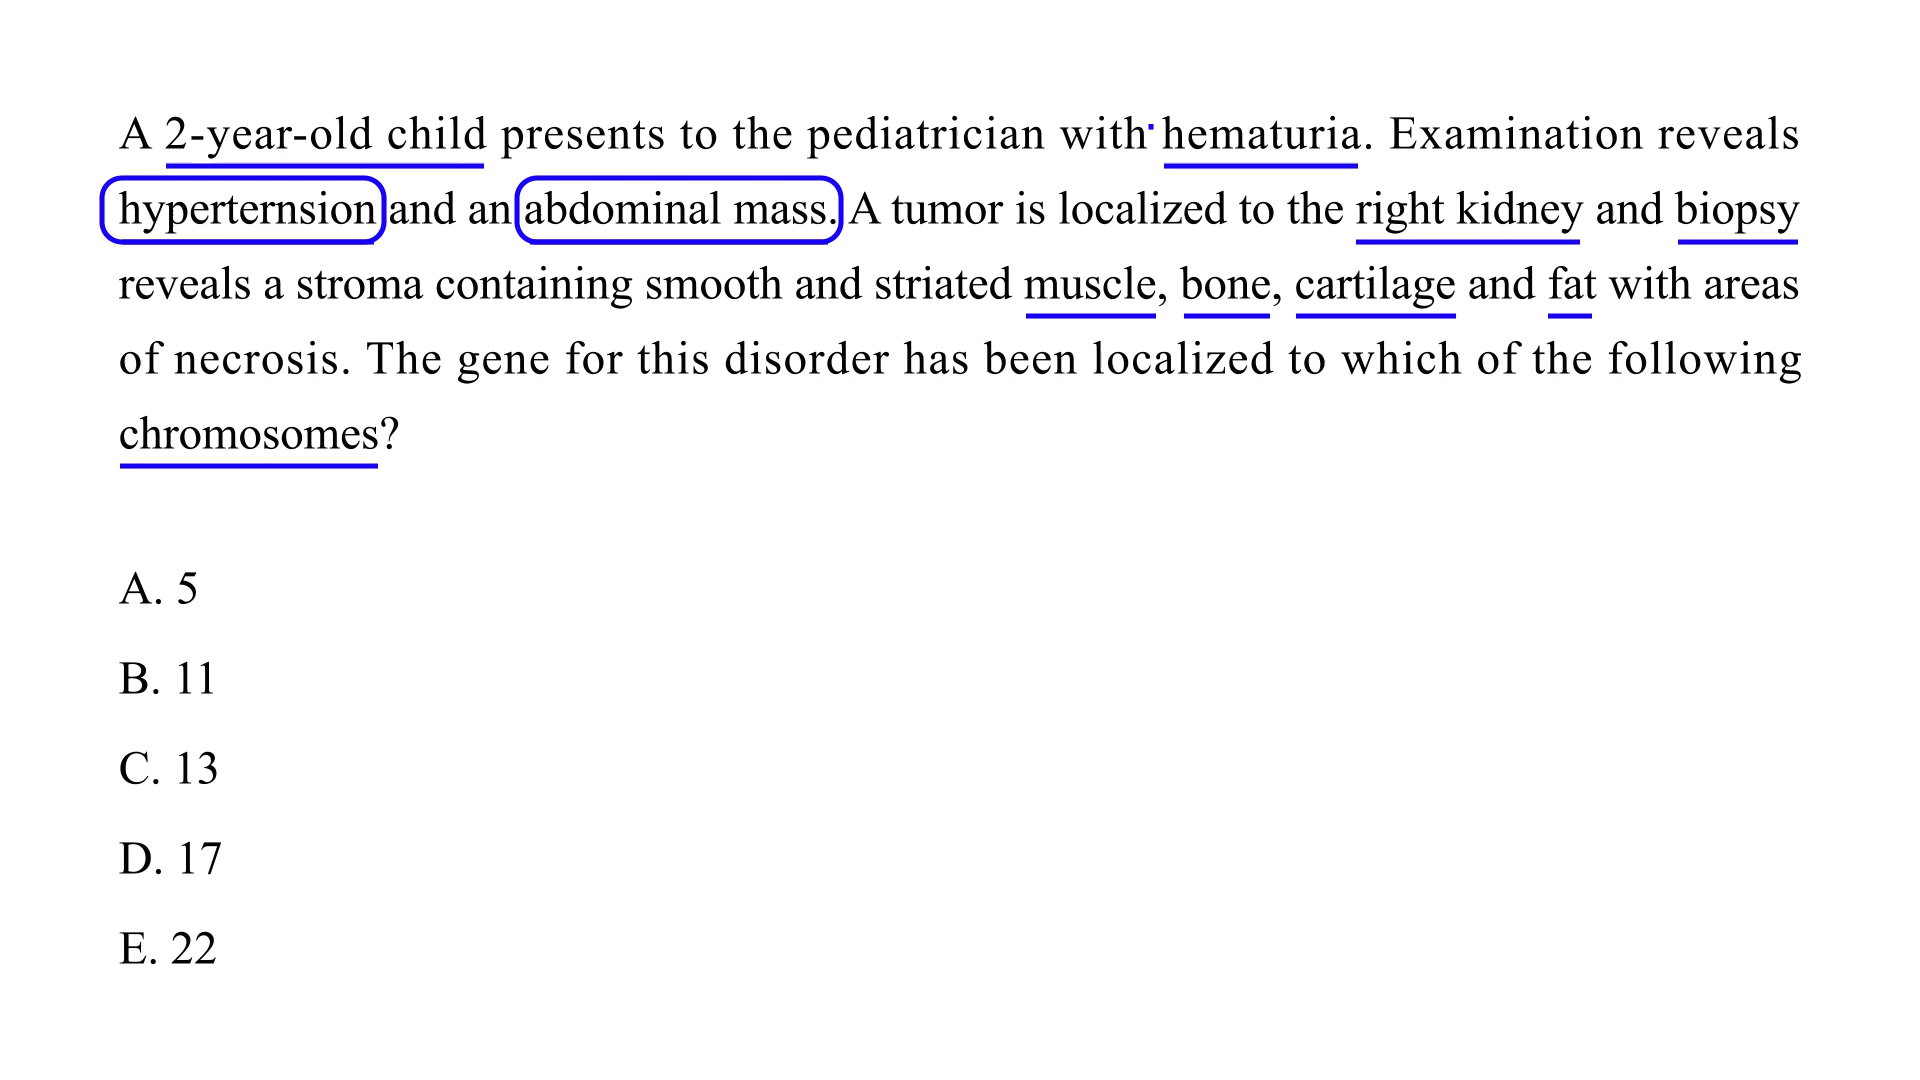 A 2-year-old child presents to the pediatrician with hematuria. Examination reveals
hyperternsion and an abdominal mass. A tumor is localized to the right kidney and biopsy
reveals a stroma containing smooth and striated muscle, bone, cartilage and fat with areas
of necrosis. The gene for this disorder has been localized to which of the following
chromosomes?
A. 5
B. 11
C. 13
D. 17
E. 22